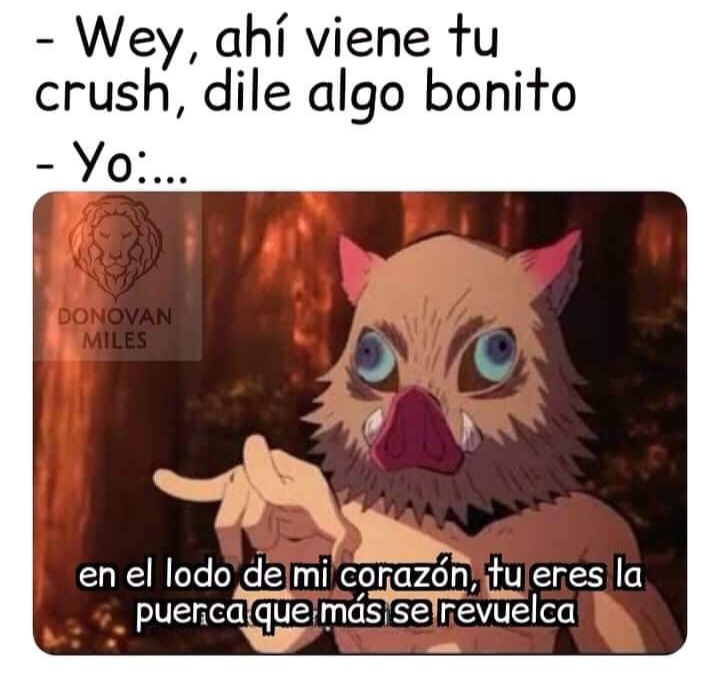 - Wey, ahí viene tu
crush, dile algo bonito
- Yo:...
DONOVAN
MILES
en el lodo de mi corazón, tu eres la
puerca que más se revuelca